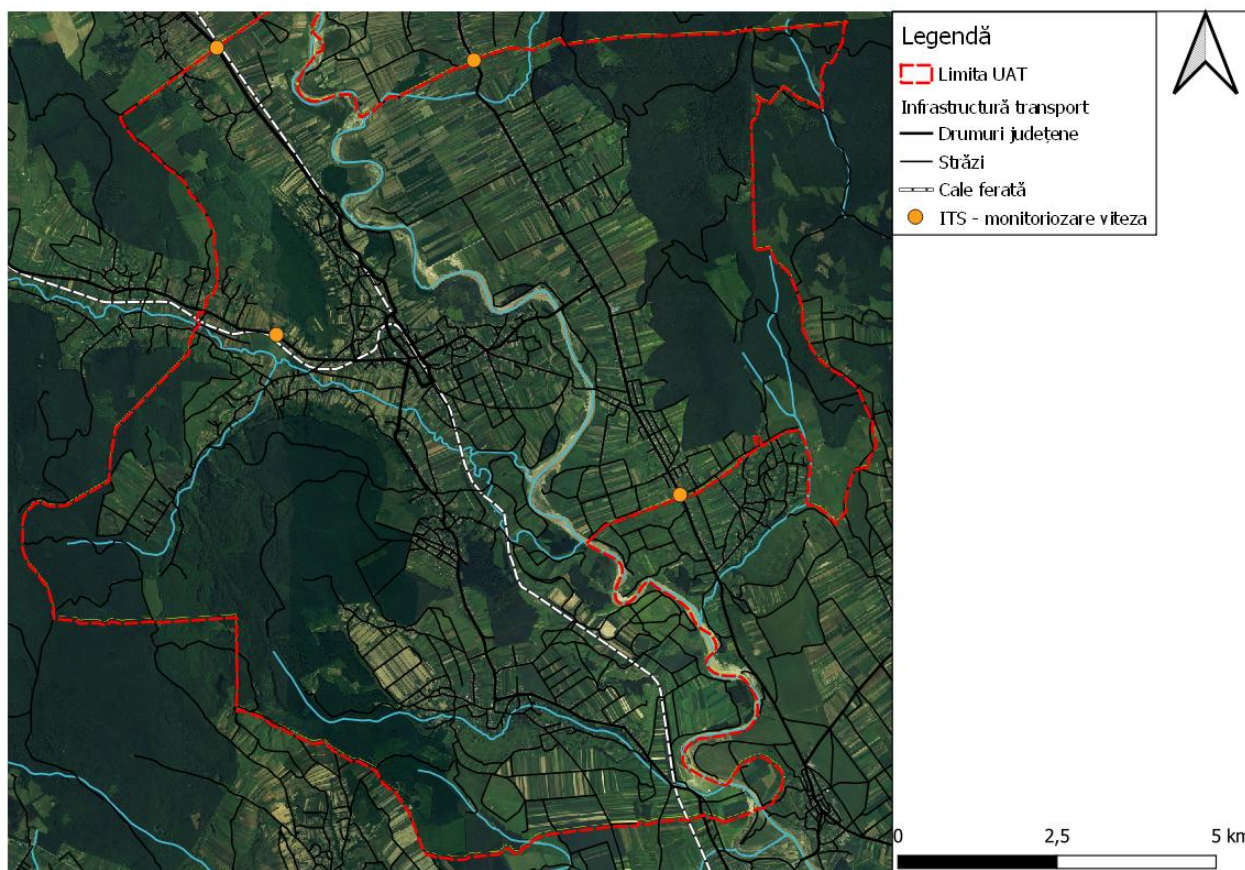 Legendă
Limita UAT
Infrastructură transport
Drumuri județene
Străzi
Cale ferată
ITS - monitoriozare viteza
0 2,5 5 km